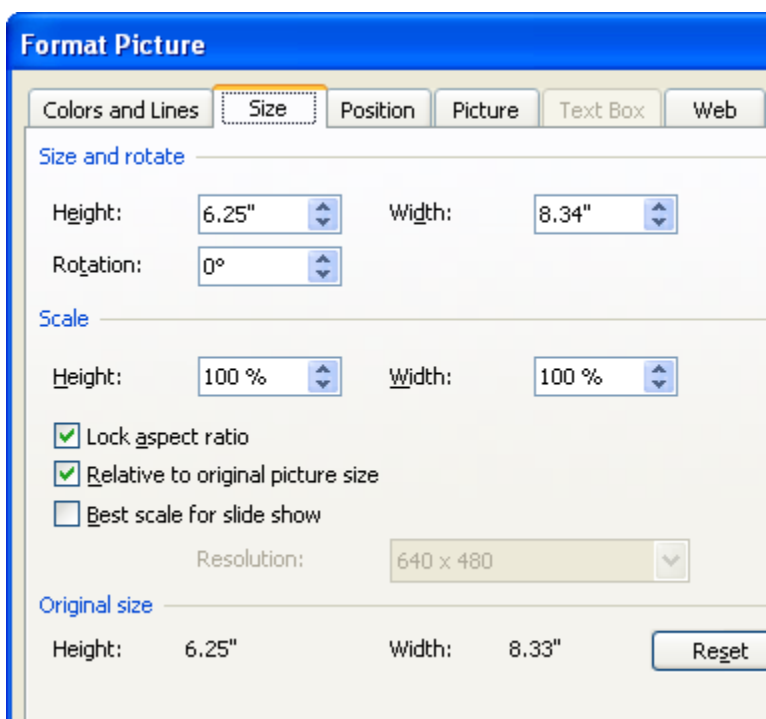 Format Picture
Colors and Lines Size Position Picture Text Box Web
Size and rotate
Height: 6.25" Width: 8.34"
Rotation: 0°
Scale
Height: 100 % Width: 100 %
Lock aspect ratio
Relative to original picture size
Best scale for slide show
Resolution: 640 x 480
Original size
Height: 6.25" Width: 8.33" Reset